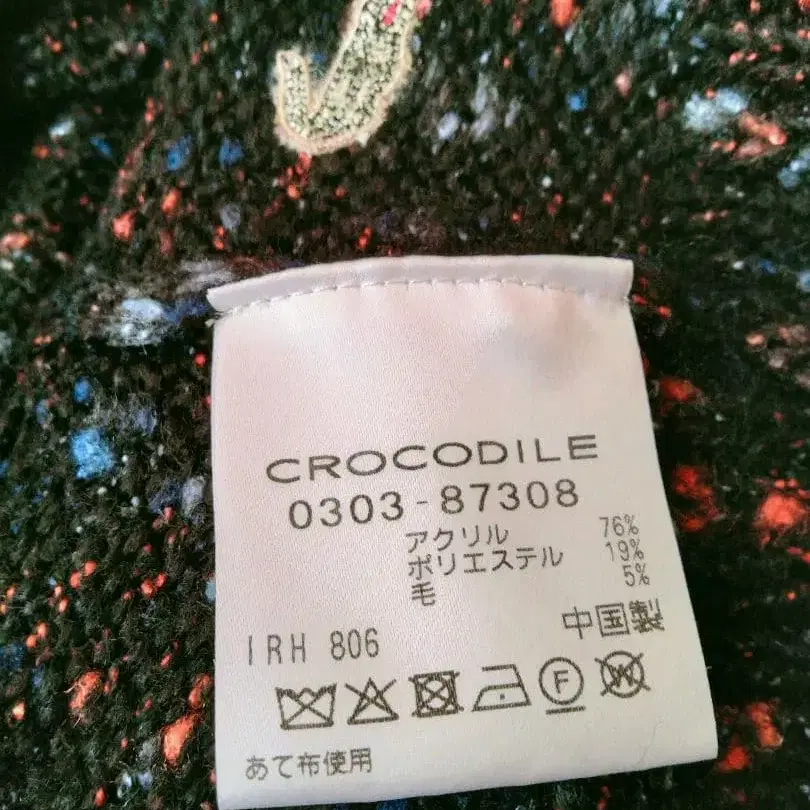 CROCODILE
0303-87308
アクリル 76%
ポリエステル 19%
毛 5%
中国製
IRH 806
F W
あて布使用